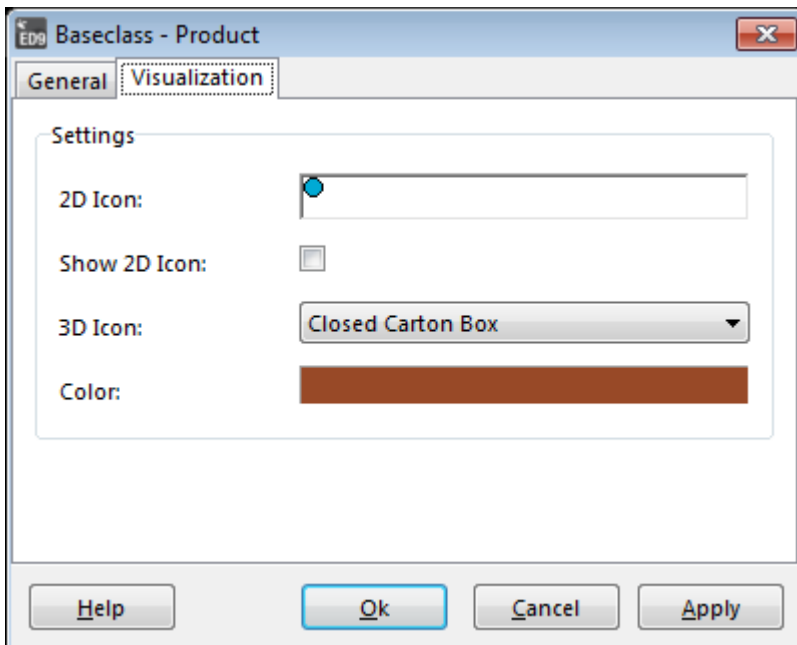 ED9 Baseclass - Product
General Visualization
Settings
2D Icon:
Show 2D Icon:
3D Icon: Closed Carton Box
Color:
Help Ok Cancel Apply